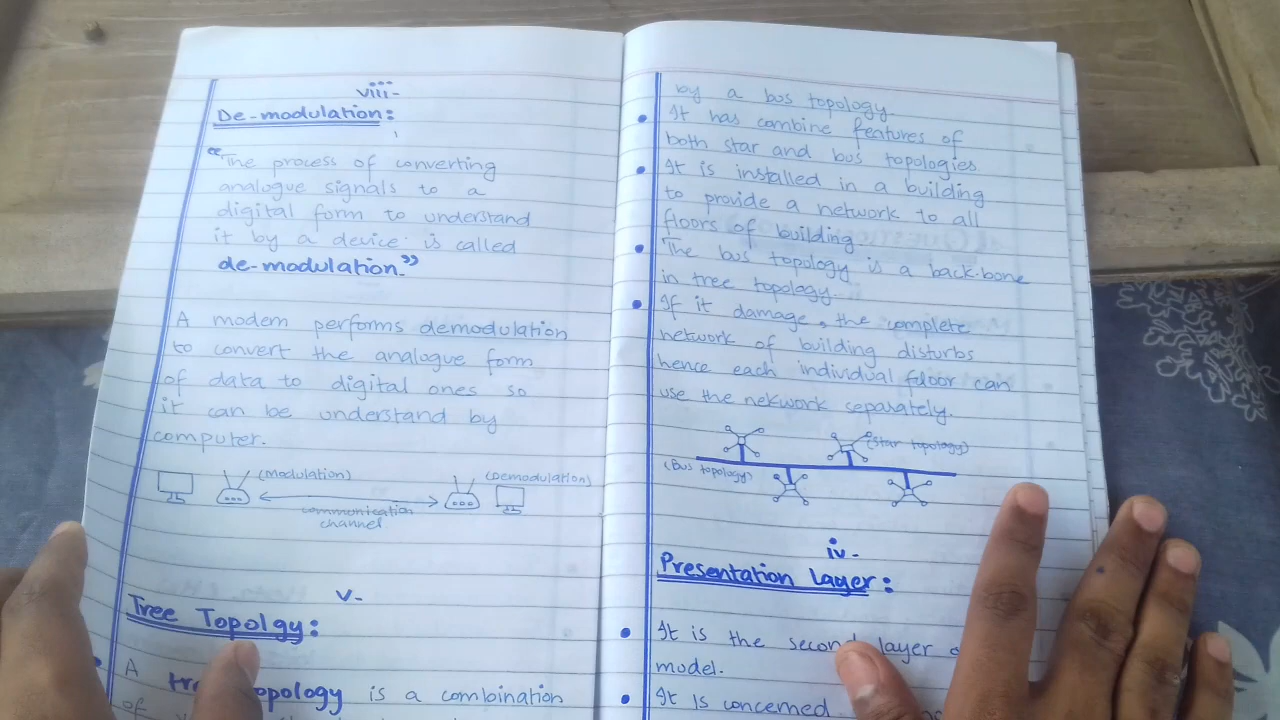 viii-
De-modulation:
"The process of converting
analogue signals to a
digital form to understand
it by a device is called
de-modulation."
A modem performs demodulation
to convert the analogue form
of data to digital ones so
it can be understand by
computer.
(Modulation)
(Demodulation)
communication
channel
v-
Tree Topolgy:
A tr opology is a combination
of
by a bus topology.
It has combine features of
both star and bus topologies
It is installed in a building
to provide a network to all
floors of building
The bus topology is a back-bone
in tree topology.
If it damage, the complete
network of building disturbs
hence each individual floor can
use the network separately.
(Star topology)
(Bus topology)
iv-
Presentation Layer:
It is the second layer
model.
It Is concerned